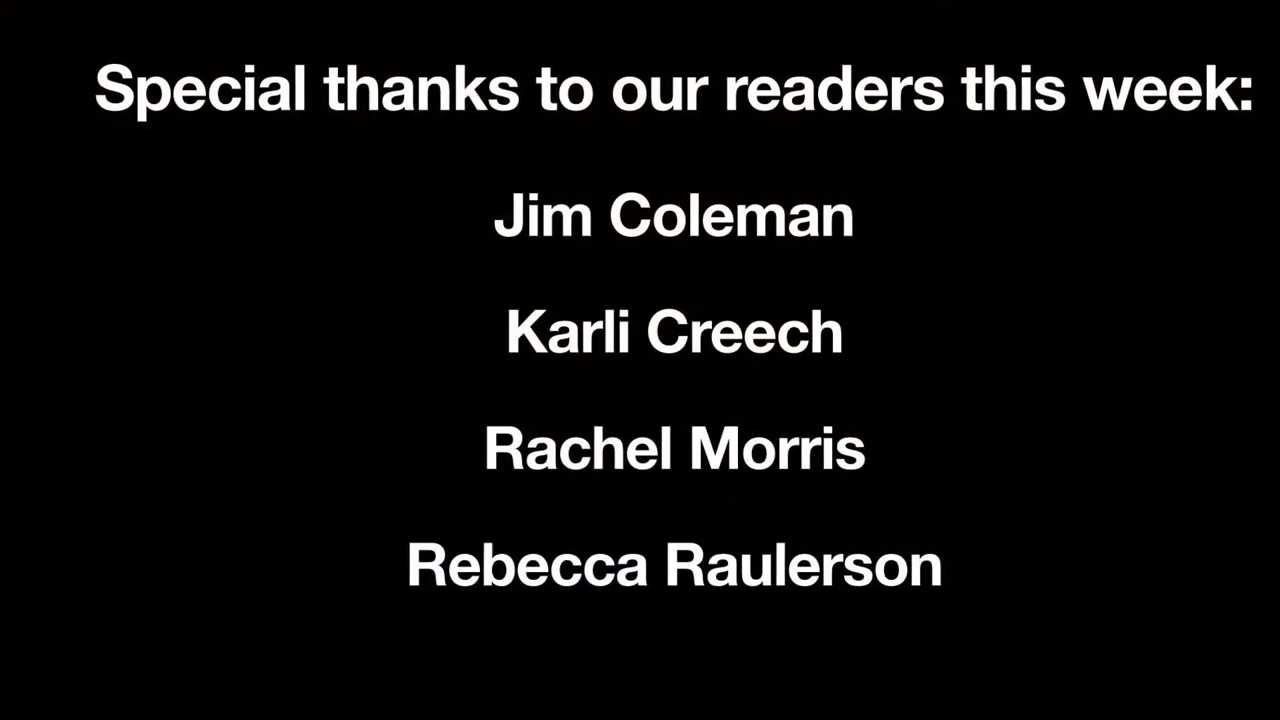 Special thanks to our readers this week:
Jim Coleman
Karli Creech
Rachel Morris
Rebecca Raulerson